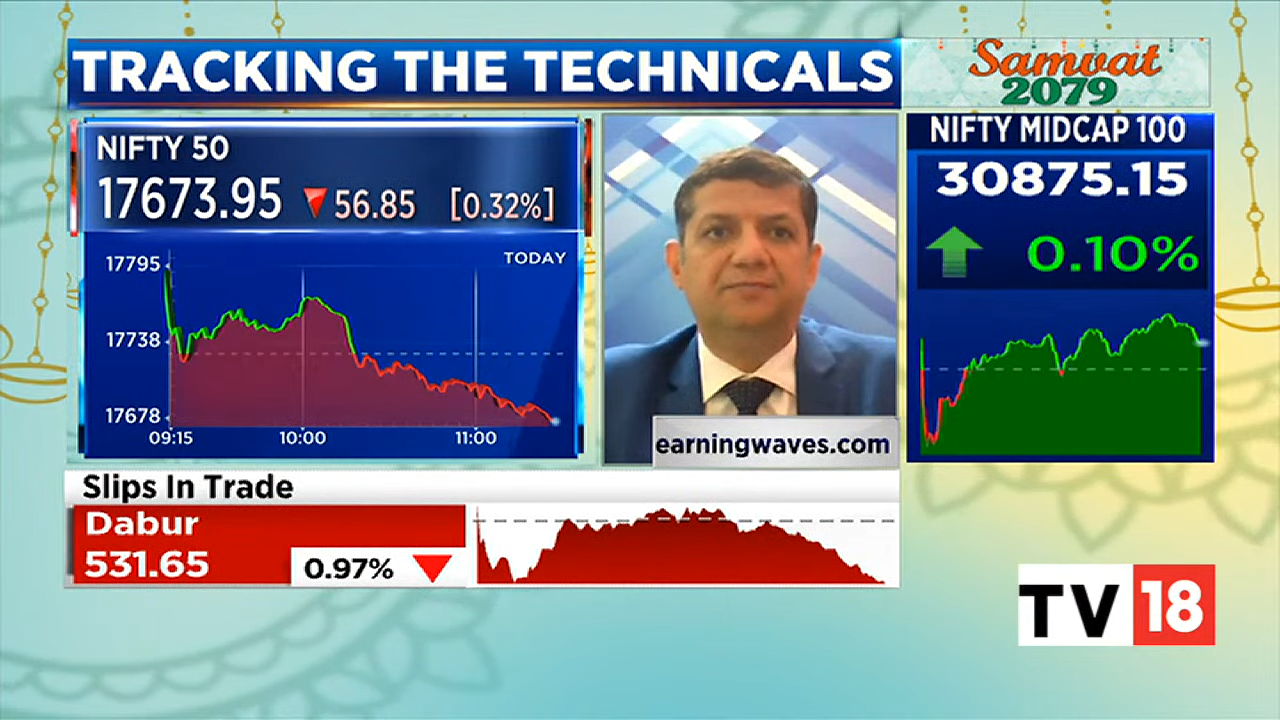 TRACKING THE TECHNICALS
Samvat
2079
NIFTY 50
17673.95 ▼ 56.85 [0.32%]
TODAY
17795
17738
17678
09:15 10:00 11:00
earningwaves.com
NIFTY MIDCAP 100
30875.15
0.10%
Slips In Trade
Dabur
531.65
0.97%
TV 18